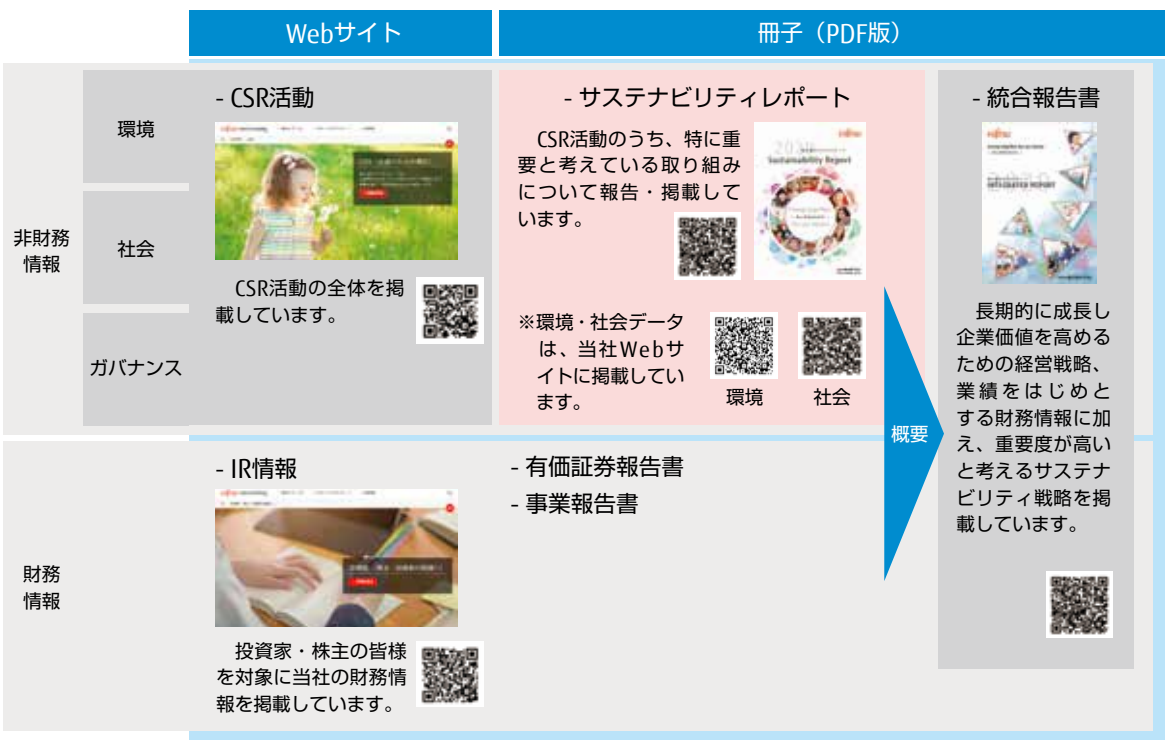 Webサイト
冊子（PDF版）
非財務
情報
環境
社会
ガバナンス
- CSR活動
CSR活動の全体を掲
載しています。
- サステナビリティレポート
CSR活動のうち、特に重
要と考えている取り組み
について報告・掲載して
います。
Sustainability Report
※環境・社会データ
は、当社Webサ
イトに掲載してい
ます。
環境
社会
概要
- 統合報告書
INTEGRATED REPORT
長期的に成長し
企業価値を高める
ための経営戦略、
業績をはじめと
する財務情報に加
え、重要度が高い
と考えるサステナ
ビリティ戦略を掲
載しています。
財務
情報
- IR情報
投資家・株主の皆様
を対象に当社の財務情
報を掲載しています。
- 有価証券報告書
- 事業報告書